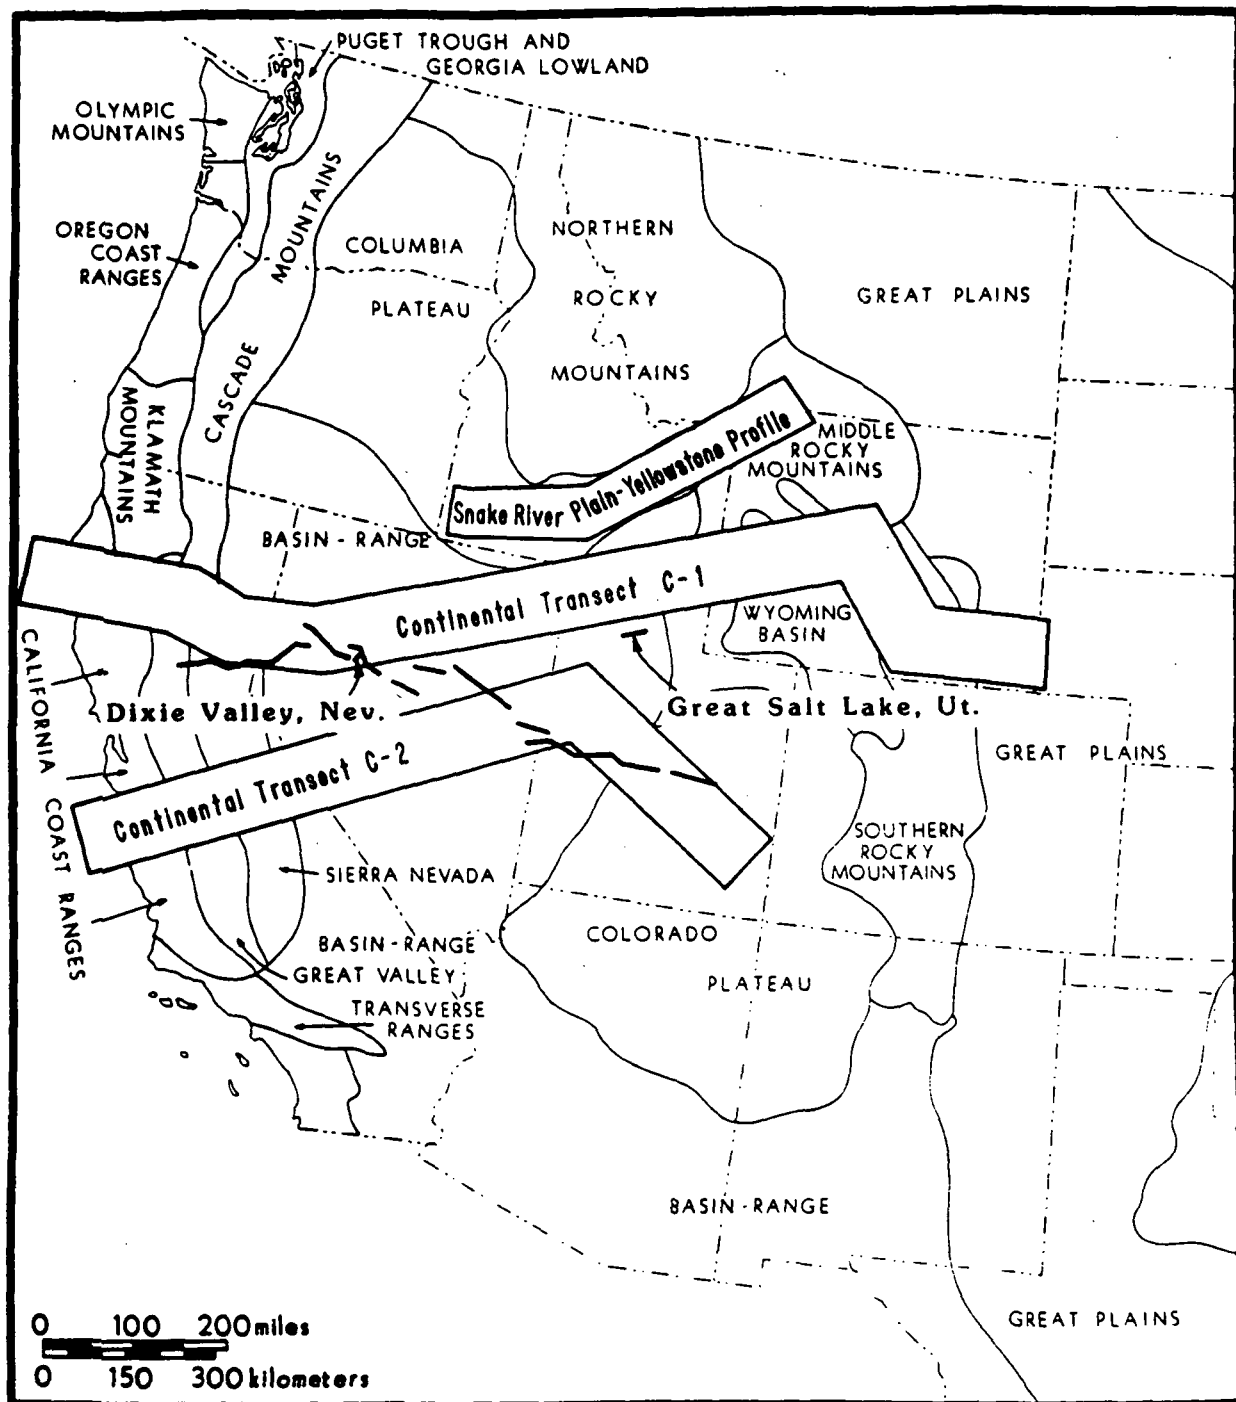 PUGET TROUGH AND
GEORGIA LOWLAND
OLYMPIC
MOUNTAINS
OREGON
COAST
RANGES
CASCADE MOUNTAINS
COLUMBIA
PLATEAU
NORTHERN
ROCKY
MOUNTAINS
GREAT PLAINS
KLAMATH
MOUNTAINS
MIDDLE
ROCKY
MOUNTAINS
Snake River Plain-Yellowstone Profile
BASIN-RANGE
Continental Transect C-1
WYOMING
BASIN
CALIFORNIA COAST RANGES
Dixie Valley, Nev.
Great Salt Lake, Ut.
GREAT PLAINS
Continental Transect C-2
SOUTHERN
ROCKY
MOUNTAINS
SIERRA NEVADA
BASIN-RANGE
GREAT VALLEY
TRANSVERSE
RANGES
COLORADO
PLATEAU
BASIN-RANGE
GREAT PLAINS
0 100 200 miles
0 150 300 kilometers